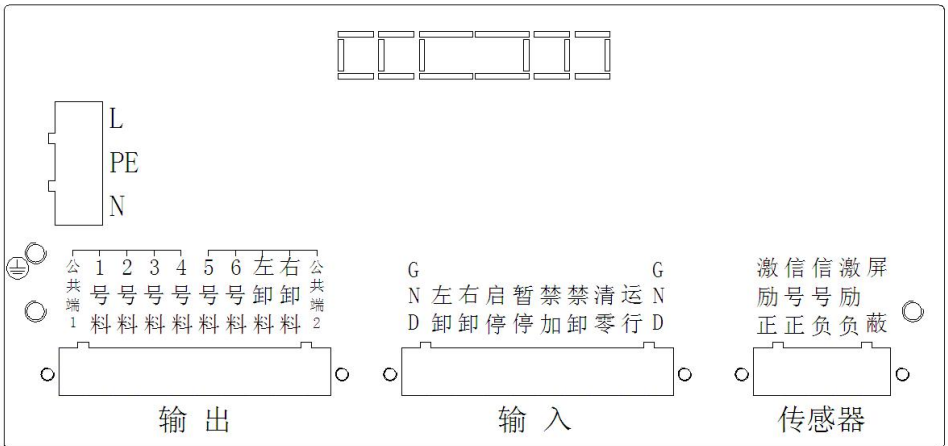 L
PE
N
公共端1
1号料
2号料
3号料
4号料
5号料
6号料
左卸料
右卸料
公共端2
GND
左卸
右卸
启停
暂停
禁加
禁卸
清零
运行
GND
激励正
信号正
信号负
激励负
屏蔽
输出
输入
传感器